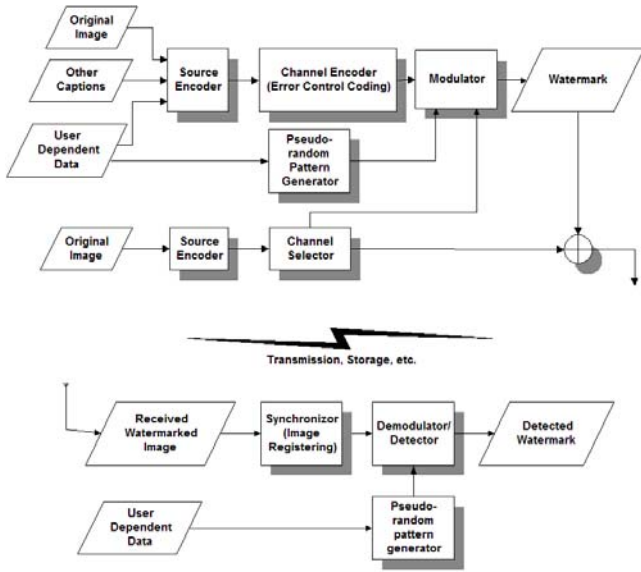 Original
Image
Other
Captions
User
Dependent
Data
Source
Encoder
Channel Encoder
(Error Control Coding)
Modulator
Watermark
Pseudo-
random
Pattern
Generator
Original
Image
Source
Encoder
Channel
Selector
Transmission, Storage, etc.
Received
Watermarked
Image
Synchronizor
(Image
Registering)
Demodulator/
Detector
Detected
Watermark
User
Dependent
Data
Pseudo-
random
pattern
generator